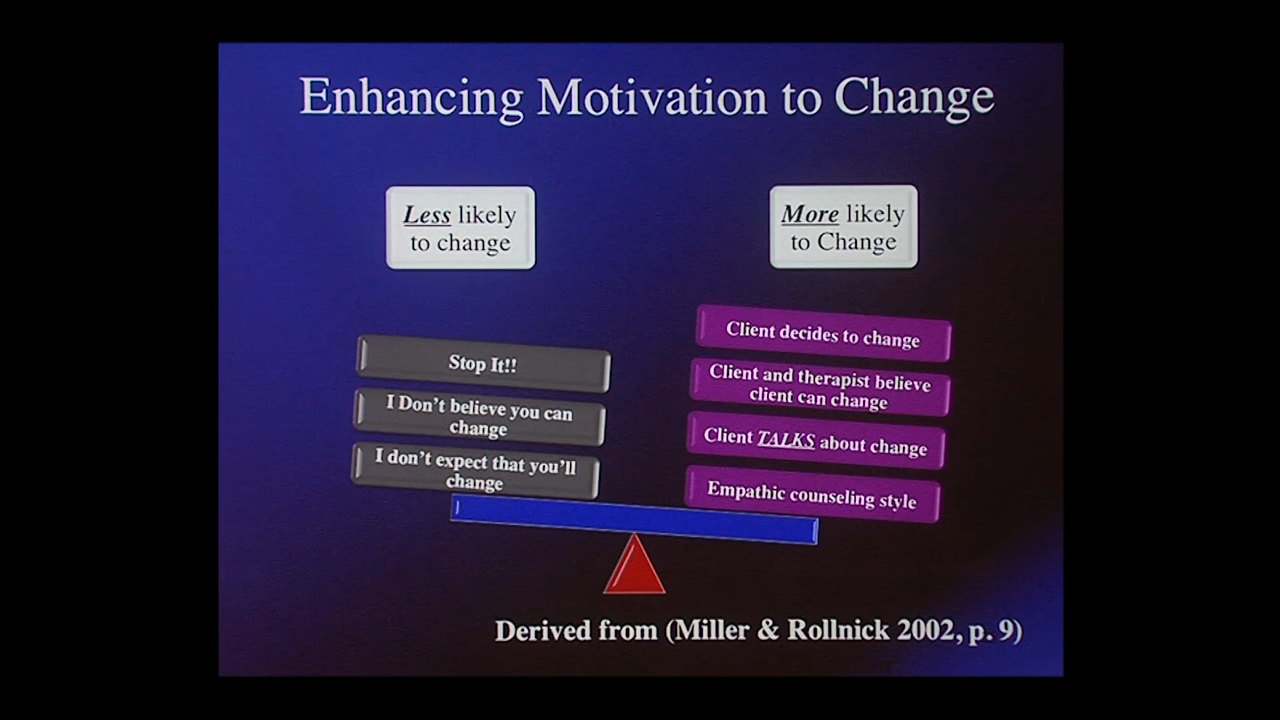 Enhancing Motivation to Change
Less likely
to change
More likely
to Change
Stop It!!
I Don't believe you can
change
I don't expect that you'll
change
Client decides to change
Client and therapist believe
client can change
Client TALKS about change
Empathic counseling style
Derived from (Miller & Rollnick 2002, p. 9)